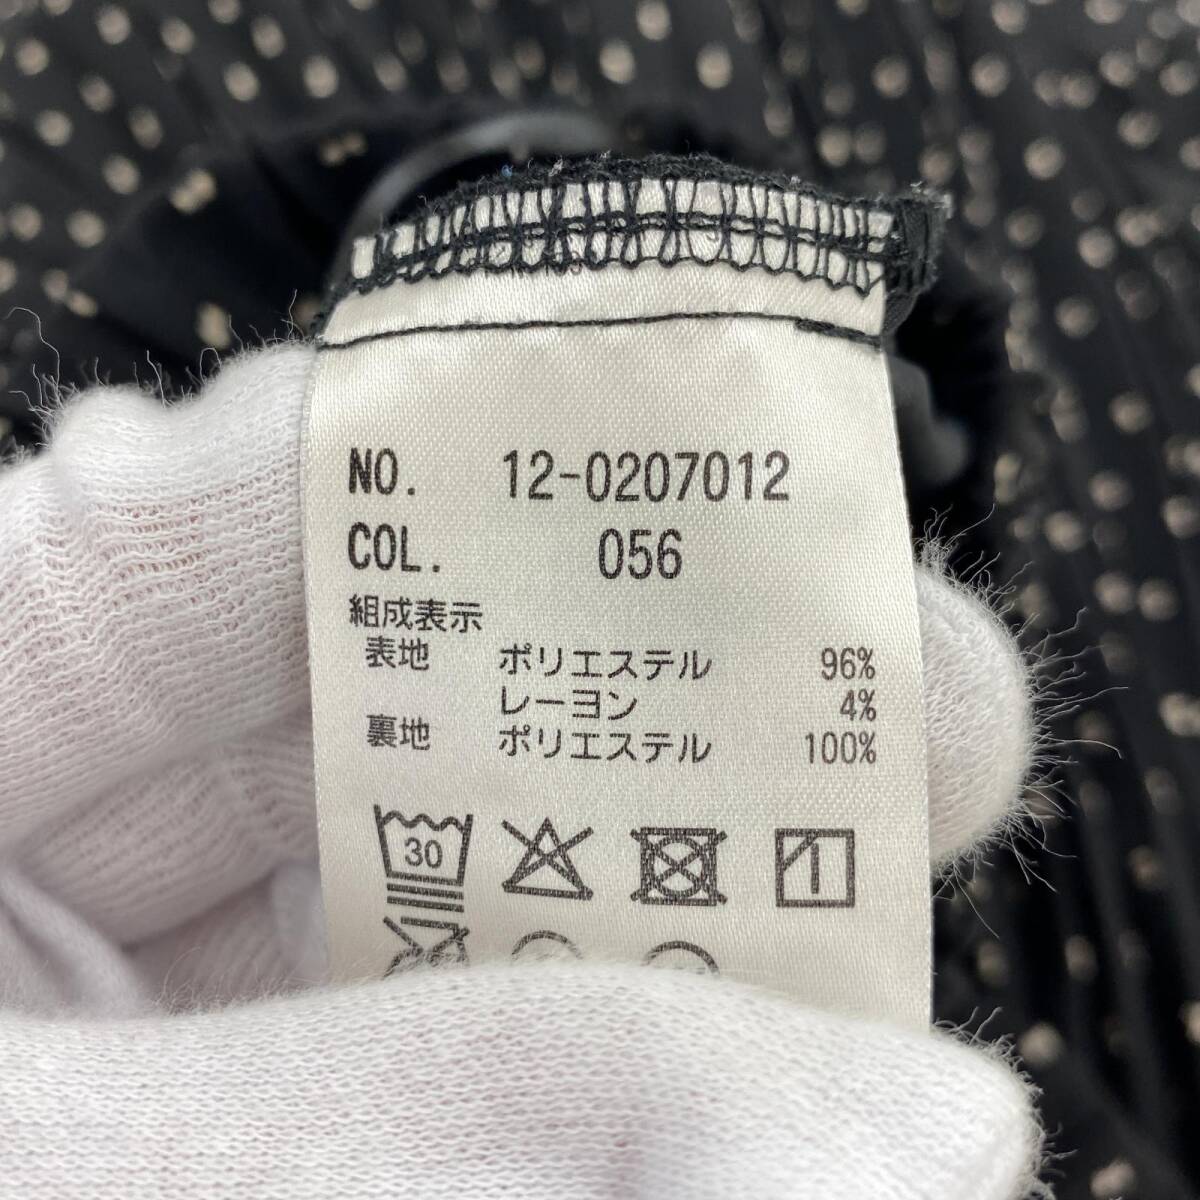 NO. 12-0207012
COL. 056
組成表示
表地 ポリエステル 96%
レーヨン 4%
裏地 ポリエステル 100%
30